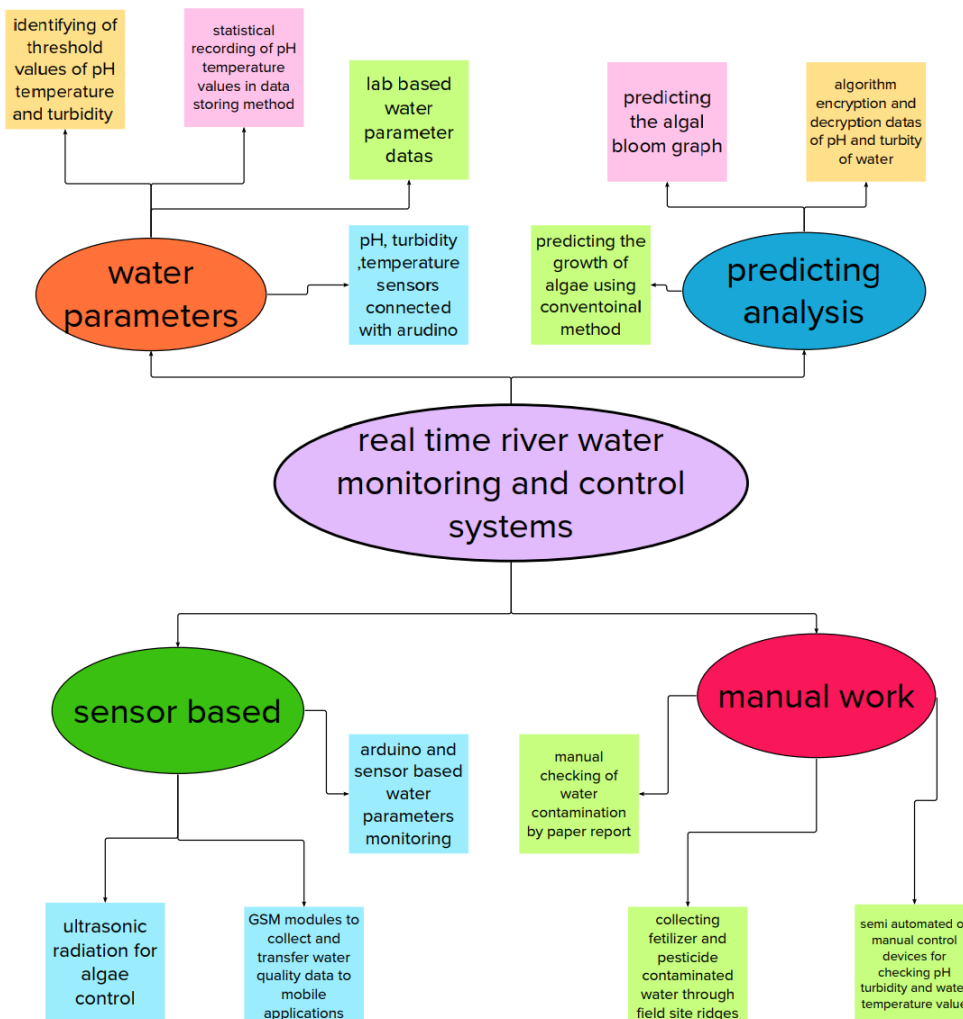 identifying of
threshold
values of pH
temperature
and turbidity
statistical
recording of pH
temperature
values in data
storing method
lab based
water
parameter
datas
predicting
the algal
bloom graph
algorithm
encryption and
decryption datas
of pH and turbity
of water
water
parameters
pH, turbidity
,temperature
sensors
connected
with arudino
predicting the
growth of
algae using
conventoinal
method
predicting
analysis
real time river water
monitoring and control
systems
sensor based
manual work
arduino and
sensor based
water
parameters
monitoring
manual
checking of
water
contamination
by paper report
ultrasonic
radiation for
algae
control
GSM modules to
collect and
transfer water
quality data to
mobile
applications
collecting
fetilizer and
pesticide
contaminated
water through
field site ridges
semi automated o
manual control
devices for
checking pH
turbidity and wate
temperature value